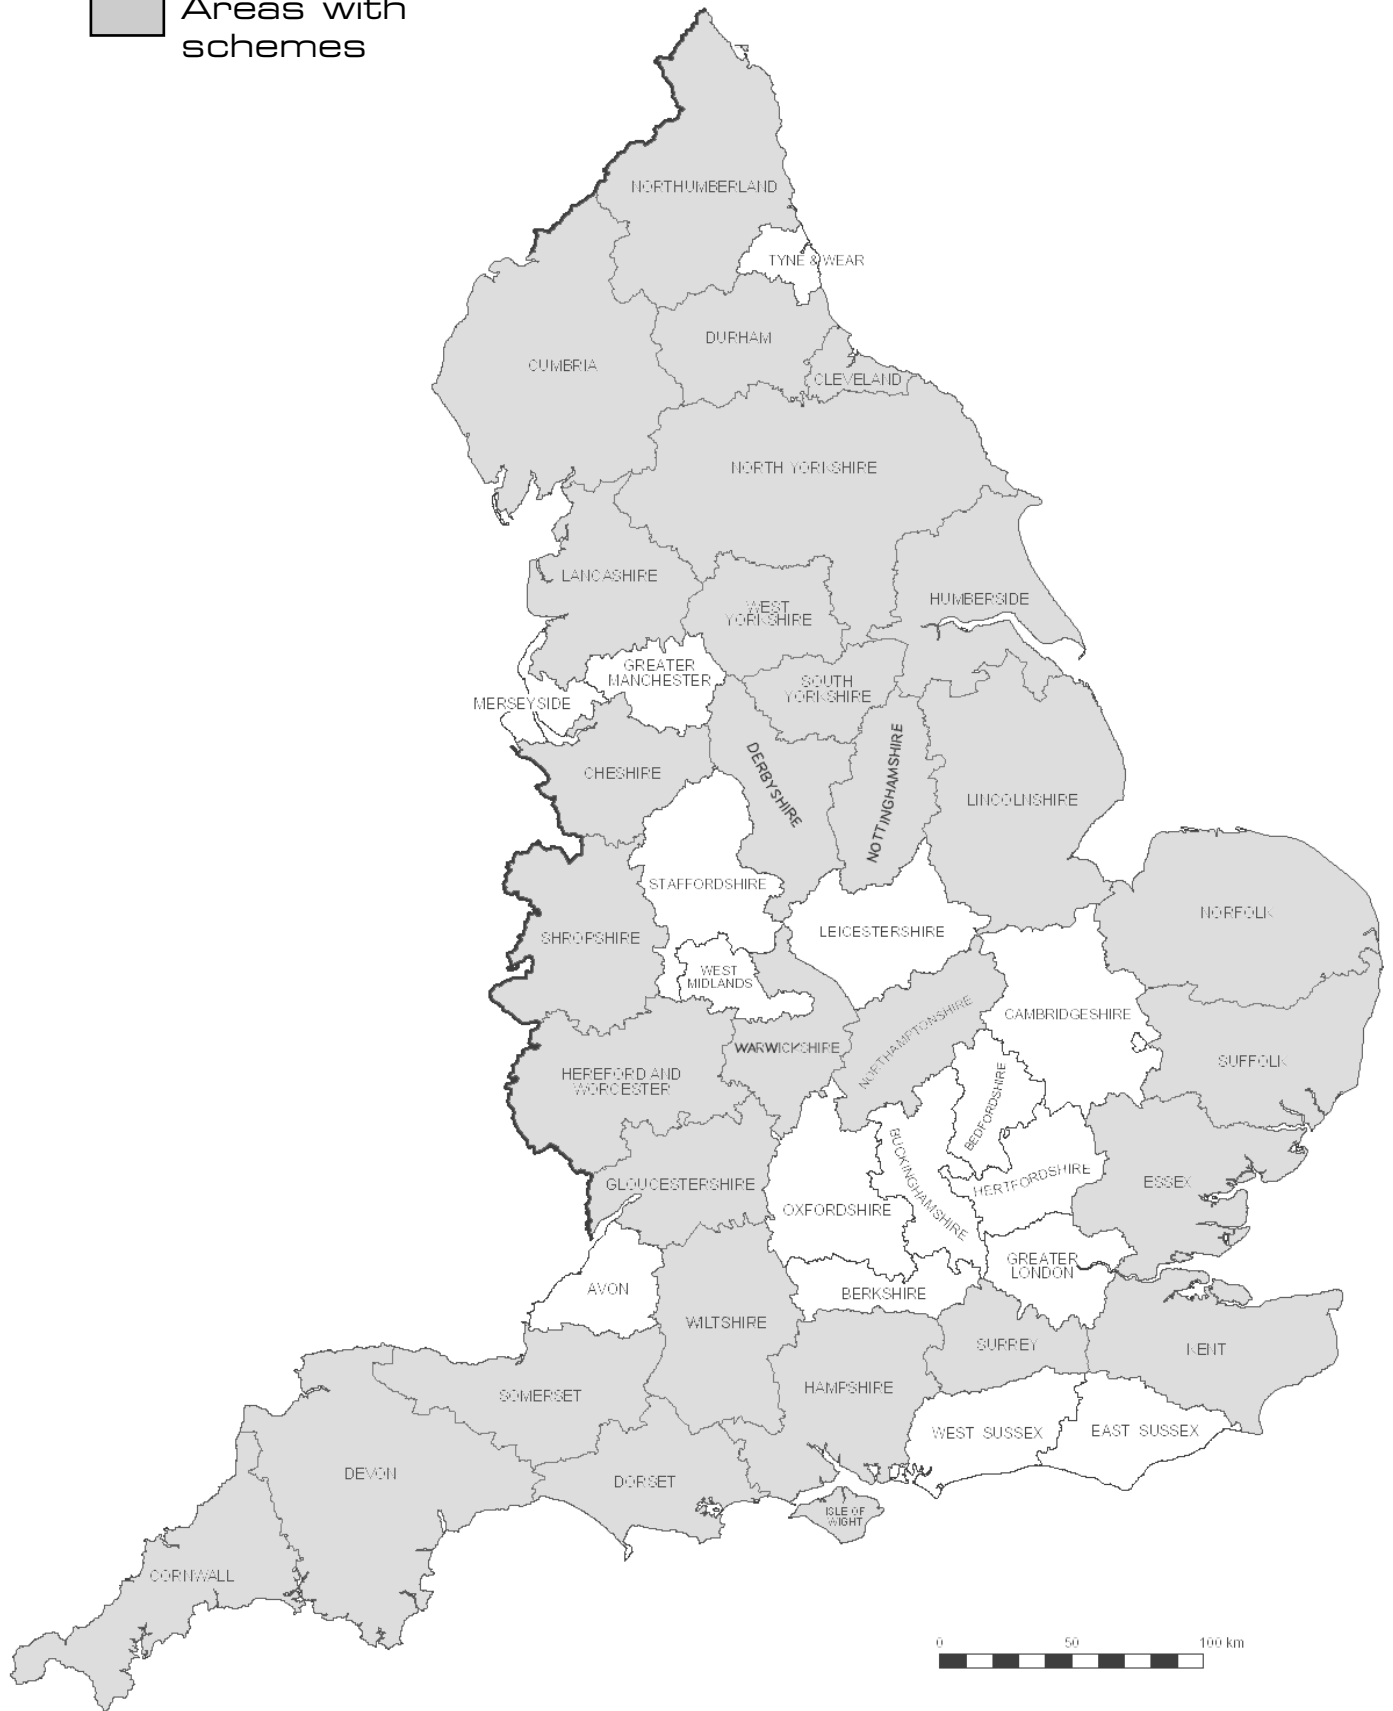 Areas with
schemes
NORTHUMBERLAND
TYNE & WEAR
DURHAM
CUMBRIA
CLEVELAND
NORTH YORKSHIRE
LANCASHIRE
HUMBERSIDE
WEST
YORKSHIRE
GREATER
MANCHESTER
SOUTH
YORKSHIRE
MERSEYSIDE
CHESHIRE
DERBYSHIRE
NOTTINGHAMSHIRE
LINCOLNSHIRE
STAFFORDSHIRE
NORFOLK
SHROPSHIRE
LEICESTERSHIRE
WEST
MIDLANDS
CAMBRIDGESHIRE
NORTHAMPTONSHIRE
WARWICKSHIRE
SUFFOLK
HEREFORD AND
WORCESTER
BEDFORDSHIRE
BUCKINGHAMSHIRE
HERTFORDSHIRE
ESSEX
GLOUCESTERSHIRE
OXFORDSHIRE
GREATER
LONDON
AVON
BERKSHIRE
WILTSHIRE
SURREY
KENT
SOMERSET
HAMPSHIRE
WEST SUSSEX
EAST SUSSEX
DEVON
DORSET
ISLE OF
WIGHT
CORNWALL
0 50 100 km